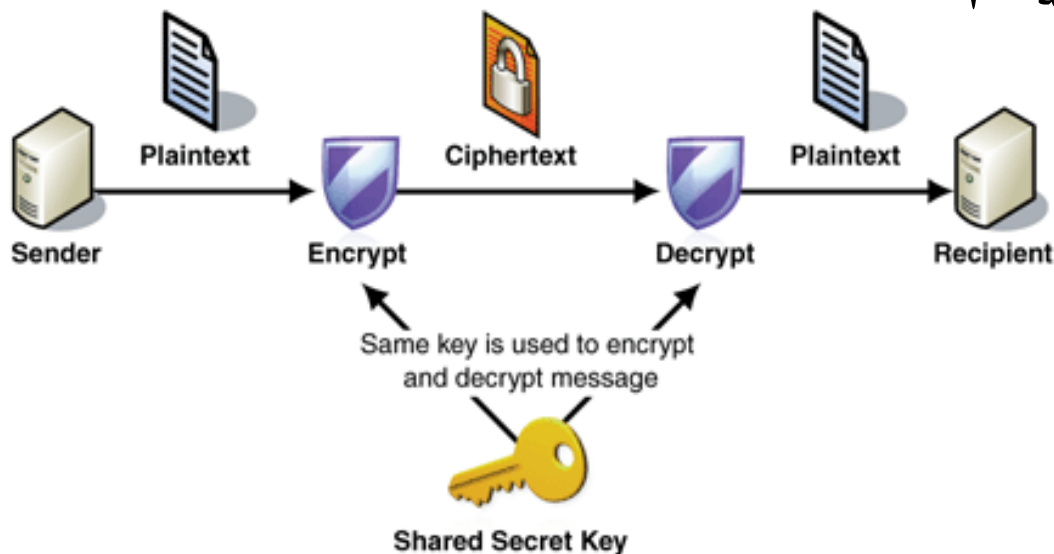 Plaintext
Ciphertext
Plaintext
Sender
Encrypt
Decrypt
Recipient
Same key is used to encrypt
and decrypt message
Shared Secret Key